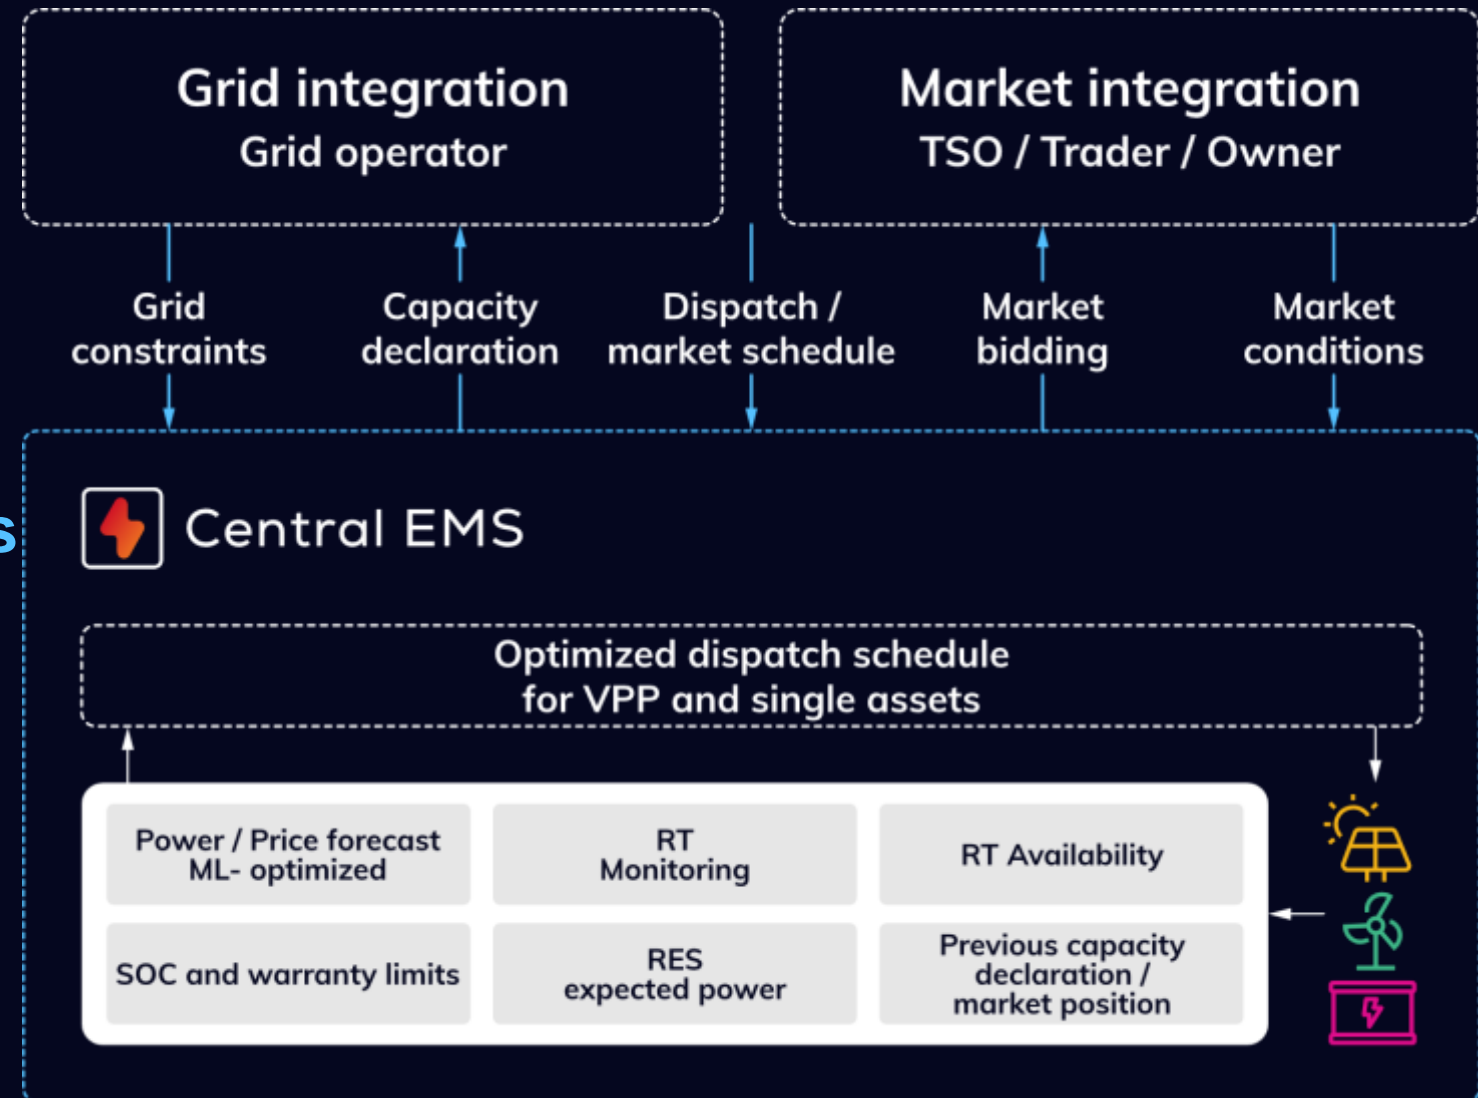 Grid integration
Grid operator
Market integration
TSO / Trader / Owner
Grid
constraints
Capacity
declaration
Dispatch /
market schedule
Market
bidding
Market
conditions
s
Central EMS
Optimized dispatch schedule
for VPP and single assets
Power / Price forecast
ML- optimized
RT
Monitoring
RT Availability
SOC and warranty limits
RES
expected power
Previous capacity
declaration /
market position